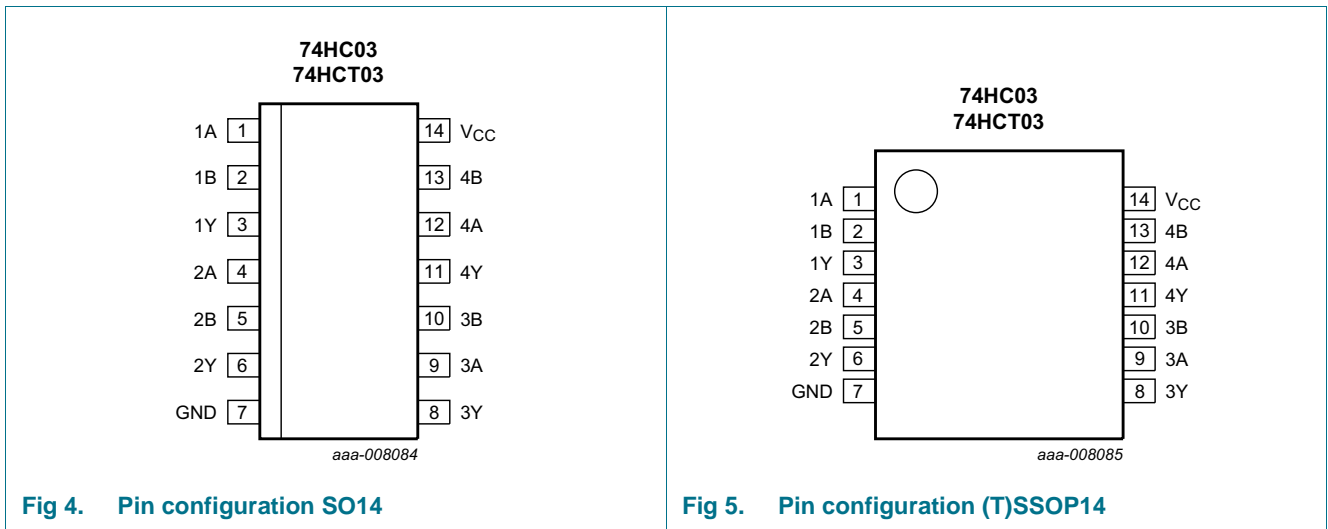 74HC03
74HCT03
1A 1 14 VCC
1B 2 13 4B
1Y 3 12 4A
2A 4 11 4Y
2B 5 10 3B
2Y 6 9 3A
GND 7 8 3Y
aaa-008084
Fig 4. Pin configuration SO14
74HC03
74HCT03
1A 1 14 VCC
1B 2 13 4B
1Y 3 12 4A
2A 4 11 4Y
2B 5 10 3B
2Y 6 9 3A
GND 7 8 3Y
aaa-008085
Fig 5. Pin configuration (T)SSOP14